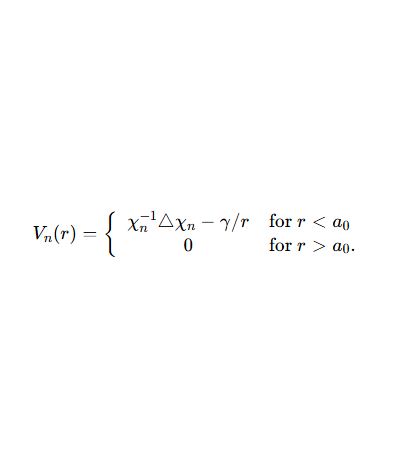 V_n(r) = { χ_n^{-1}△χ_n − γ/r for r < a_0
0 for r > a_0.